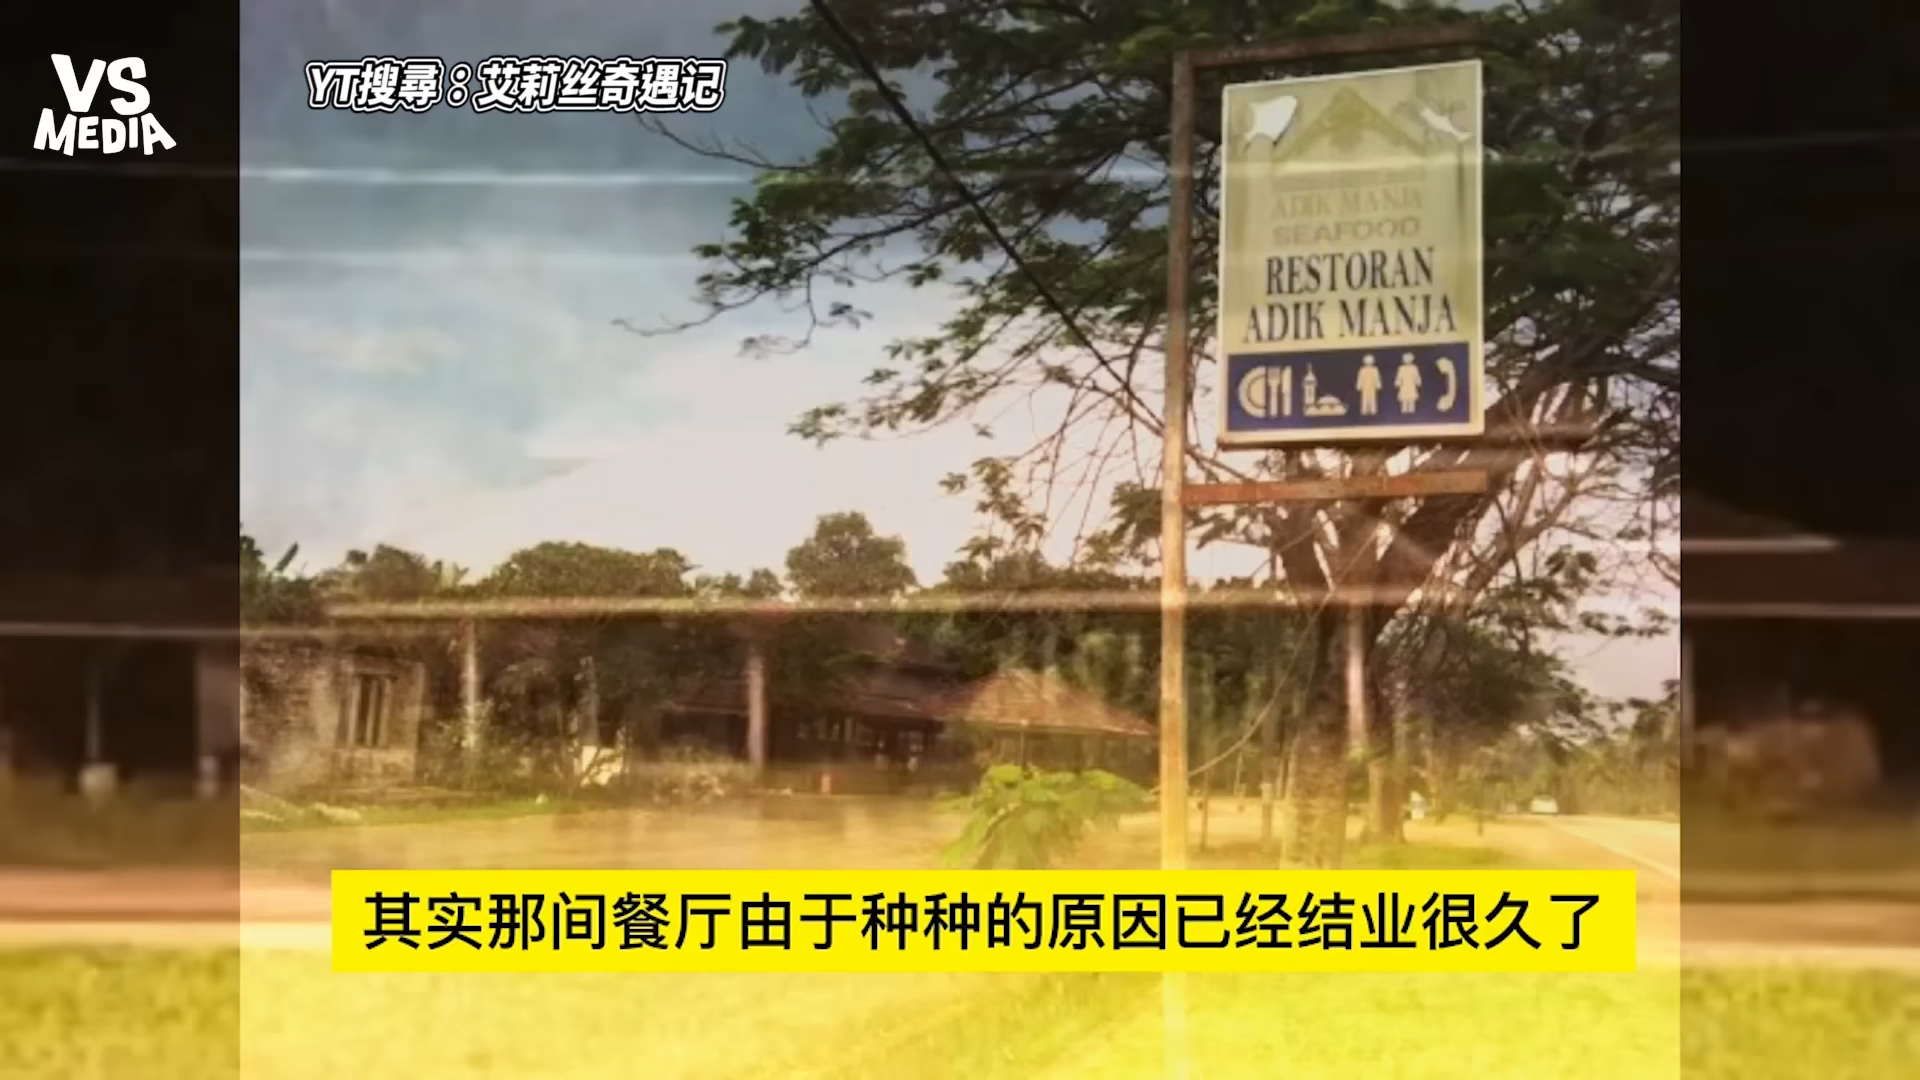 VS
MEDIA
YT搜尋：艾莉丝奇遇记
ADIK MANJA
SEAFOOD
RESTORAN
ADIK MANJA
其实那间餐厅由于种种的原因已经结业很久了